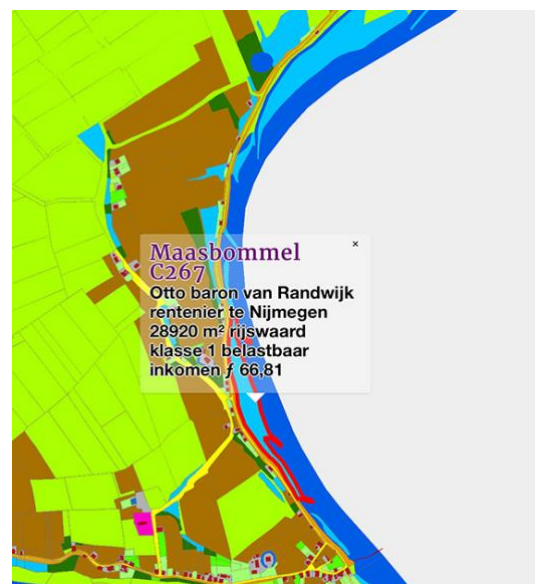 ×
Maasbommel
C267
Otto baron van Randwijk
rentenier te Nijmegen
28920 m² rijswaard
klasse 1 belastbaar
inkomen ƒ 66,81